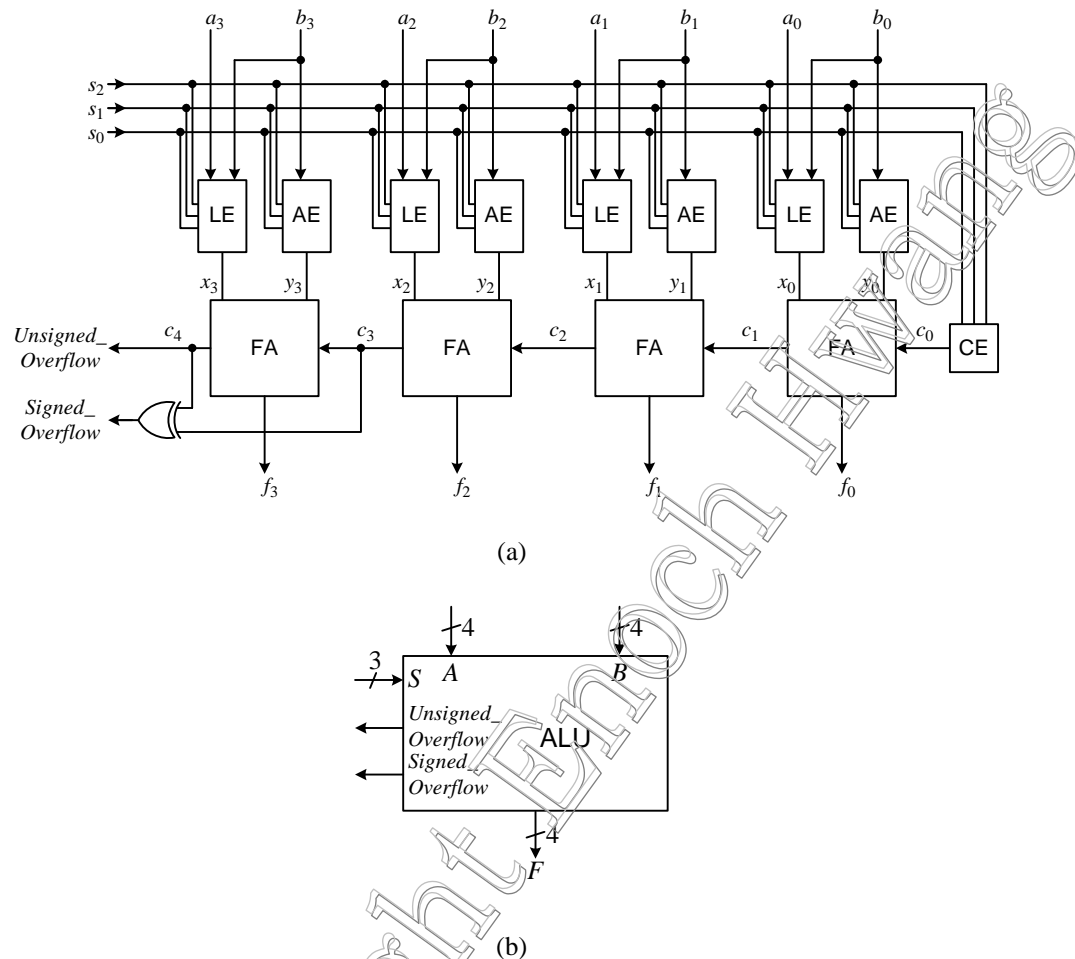 a3 b3 a2 b2 a1 b1 a0 b0
s2
s1
s0
LE AE LE AE LE AE LE AE
x3 y3 x2 y2 x1 y1 x0 y0
Unsigned_
Overflow
c4 FA c3 FA c2 FA c1 FA c0 CE
Signed_
Overflow
f3 f2 f1 f0
(a)
4 4
3
S A B
Unsigned_
Overflow
ALU
Signed_
Overflow
4
F
(b)
Enoch Hwang